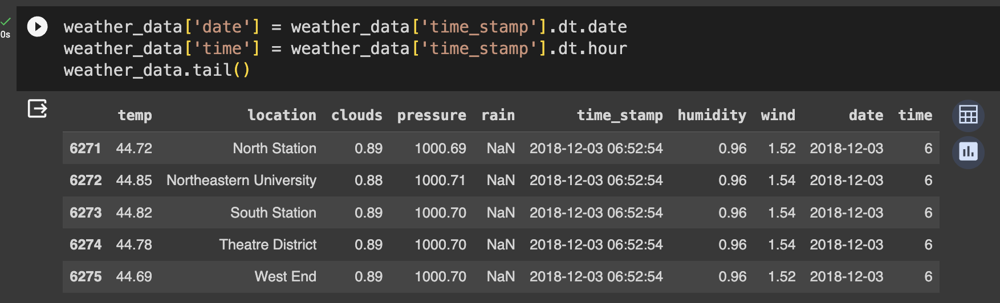 weather_data['date'] = weather_data['time_stamp'].dt.date
0s
weather_data['time'] = weather_data['time_stamp'].dt.hour
weather_data.tail()
temp location clouds pressure rain time_stamp humidity wind date time
6271 44.72 North Station 0.89 1000.69 NaN 2018-12-03 06:52:54 0.96 1.52 2018-12-03 6
6272 44.85 Northeastern University 0.88 1000.71 NaN 2018-12-03 06:52:54 0.96 1.54 2018-12-03 6
6273 44.82 South Station 0.89 1000.70 NaN 2018-12-03 06:52:54 0.96 1.54 2018-12-03 6
6274 44.78 Theatre District 0.89 1000.70 NaN 2018-12-03 06:52:54 0.96 1.54 2018-12-03 6
6275 44.69 West End 0.89 1000.70 NaN 2018-12-03 06:52:54 0.96 1.52 2018-12-03 6